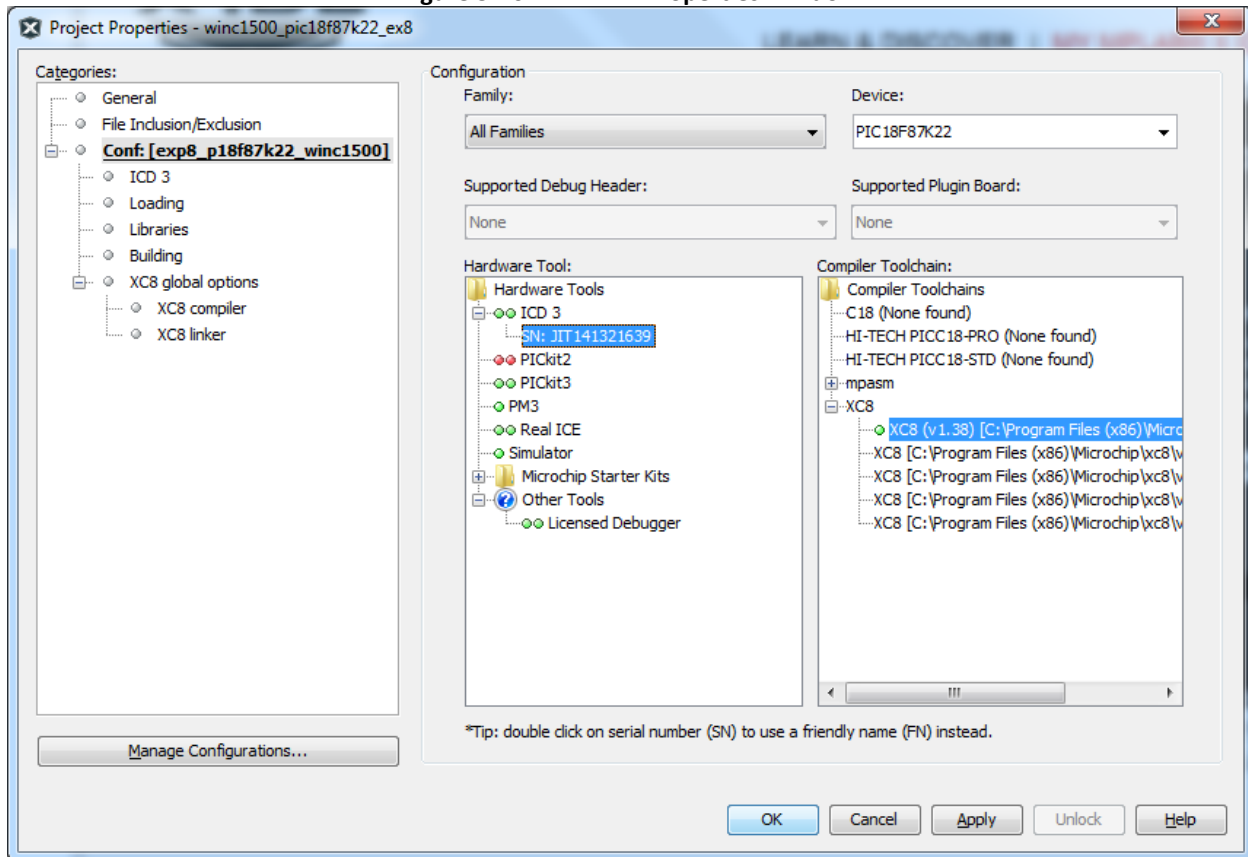 Project Properties - winc1500_pic18f87k22_ex8
Categories:
General
File Inclusion/Exclusion
Conf: [exp8_p18f87k22_winc1500]
ICD 3
Loading
Libraries
Building
XC8 global options
XC8 compiler
XC8 linker
Manage Configurations...
Configuration
Family:
Device:
All Families
PIC18F87K22
Supported Debug Header:
Supported Plugin Board:
None
None
Hardware Tool:
Hardware Tools
ICD 3
SN: JIT141321639
PICkit2
PICkit3
PM3
Real ICE
Simulator
Microchip Starter Kits
Other Tools
Licensed Debugger
Compiler Toolchain:
Compiler Toolchains
C18 (None found)
HI-TECH PICC18-PRO (None found)
HI-TECH PICC18-STD (None found)
mpasm
XC8
XC8 (v1.38) [C:\Program Files (x86)\Micro
XC8 [C:\Program Files (x86)\Microchip\xc8\v
XC8 [C:\Program Files (x86)\Microchip\xc8\v
XC8 [C:\Program Files (x86)\Microchip\xc8\v
XC8 [C:\Program Files (x86)\Microchip\xc8\v
*Tip: double click on serial number (SN) to use a friendly name (FN) instead.
OK
Cancel
Apply
Unlock
Help